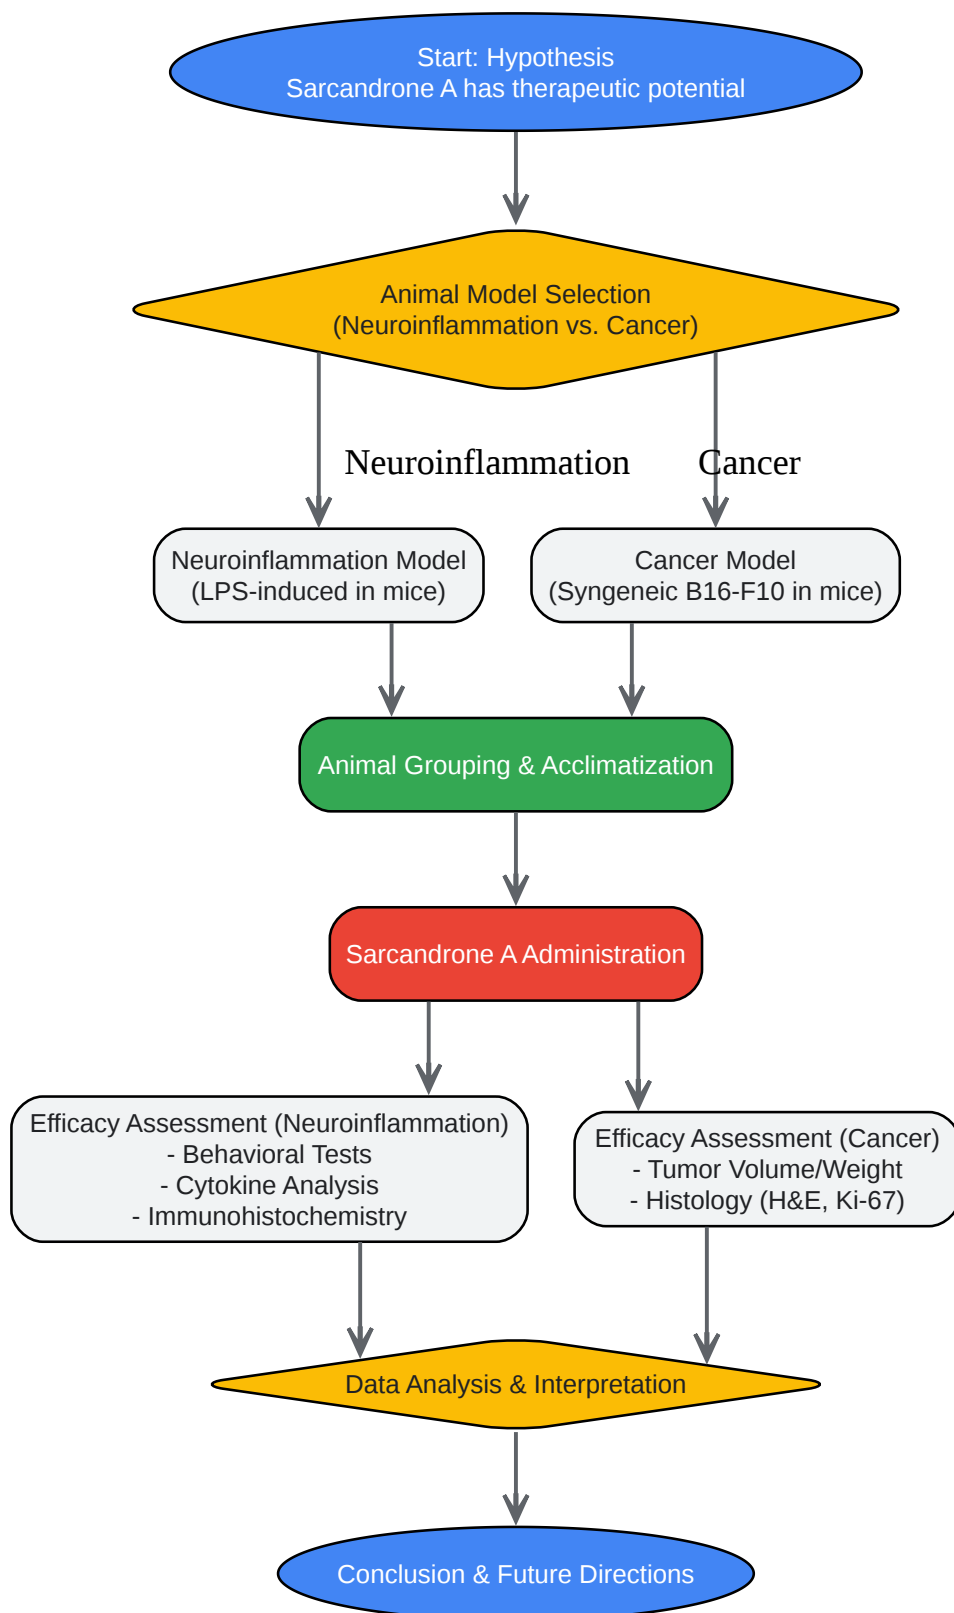 Start: Hypothesis
Sarcandrone A has therapeutic potential
Animal Model Selection
(Neuroinflammation vs. Cancer)
Neuroinflammation
Cancer
Neuroinflammation Model
(LPS-induced in mice)
Cancer Model
(Syngeneic B16-F10 in mice)
Animal Grouping & Acclimatization
Sarcandrone A Administration
Efficacy Assessment (Neuroinflammation)
- Behavioral Tests
- Cytokine Analysis
- Immunohistochemistry
Efficacy Assessment (Cancer)
- Tumor Volume/Weight
- Histology (H&E, Ki-67)
Data Analysis & Interpretation
Conclusion & Future Directions